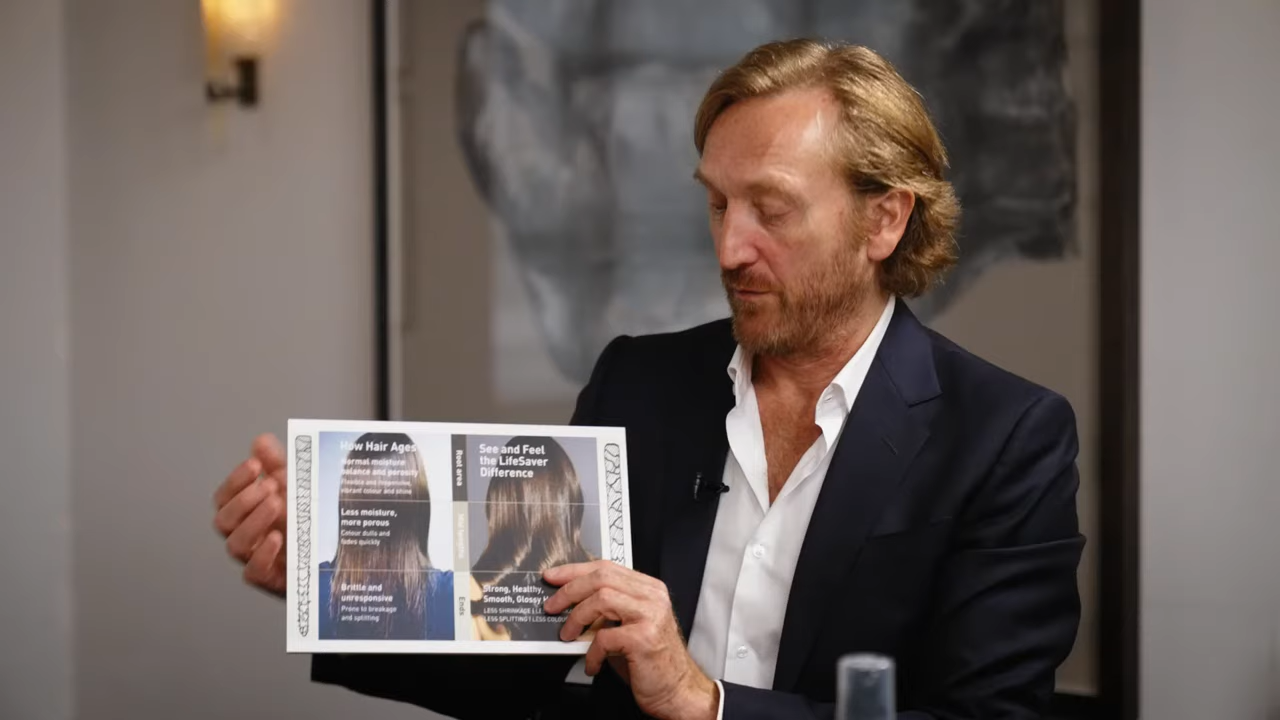 How Hair Ages
Normal moisture
balance and porosity
Flexible and responsive,
vibrant colour and shine
Less moisture,
more porous
Colour dulls and
fades quickly
Brittle and
unresponsive
Prone to breakage
and splitting
Root area
Mid lengths
Ends
See and Feel
the LifeSaver
Difference
Strong, Healthy,
Smooth, Glossy
LESS SHRINKAGE |
LESS SPLITTING | LESS